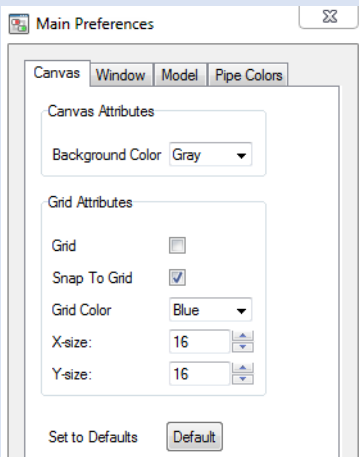 Main Preferences
Canvas Window Model Pipe Colors
Canvas Attributes
Background Color Gray
Grid Attributes
Grid
Snap To Grid
Grid Color Blue
X-size: 16
Y-size: 16
Set to Defaults Default